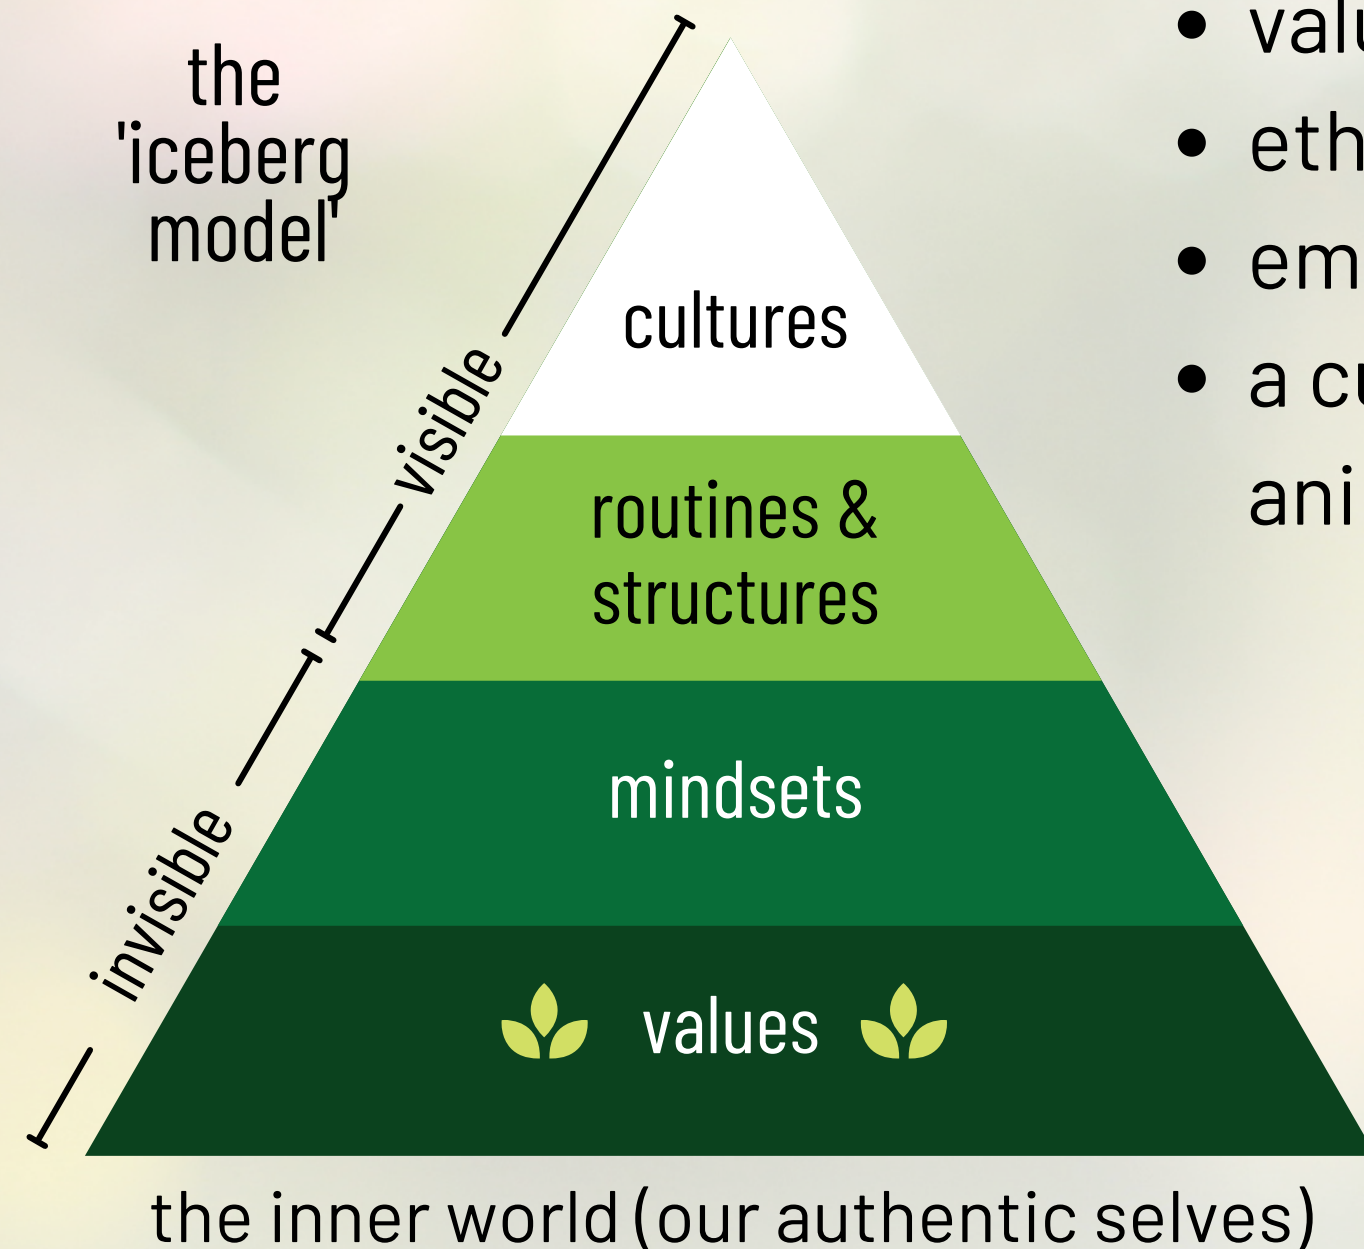 the
'iceberg
model'
visible
invisible
cultures
routines &
structures
mindsets
values
the inner world (our authentic selves)
• 
• 
• 
• a